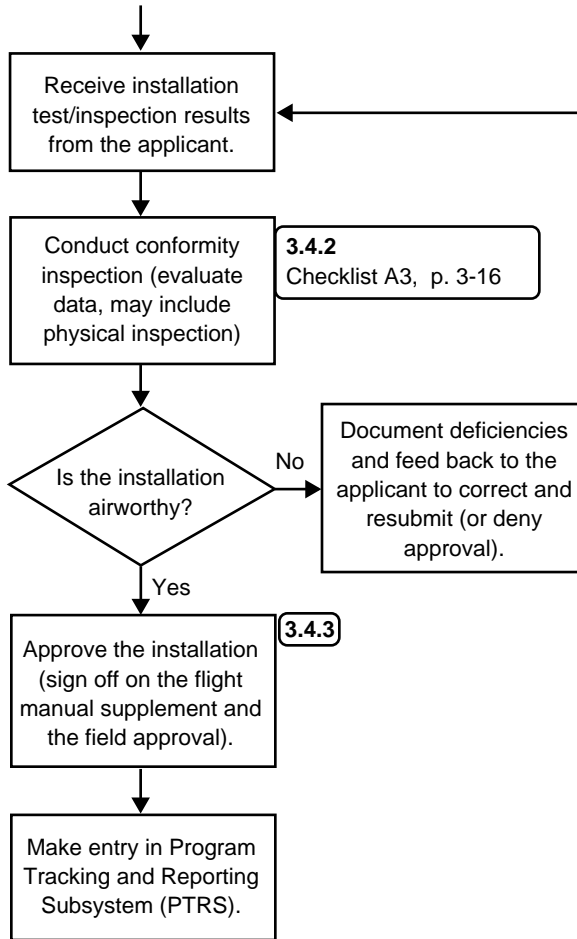 Receive installation
test/inspection results
from the applicant.
Conduct conformity
inspection (evaluate
data, may include
physical inspection)
3.4.2
Checklist A3, p. 3-16
Is the installation
airworthy?
No
Document deficiencies
and feed back to the
applicant to correct and
resubmit (or deny
approval).
Yes
Approve the installation
(sign off on the flight
manual supplement and
the field approval).
3.4.3
Make entry in Program
Tracking and Reporting
Subsystem (PTRS).